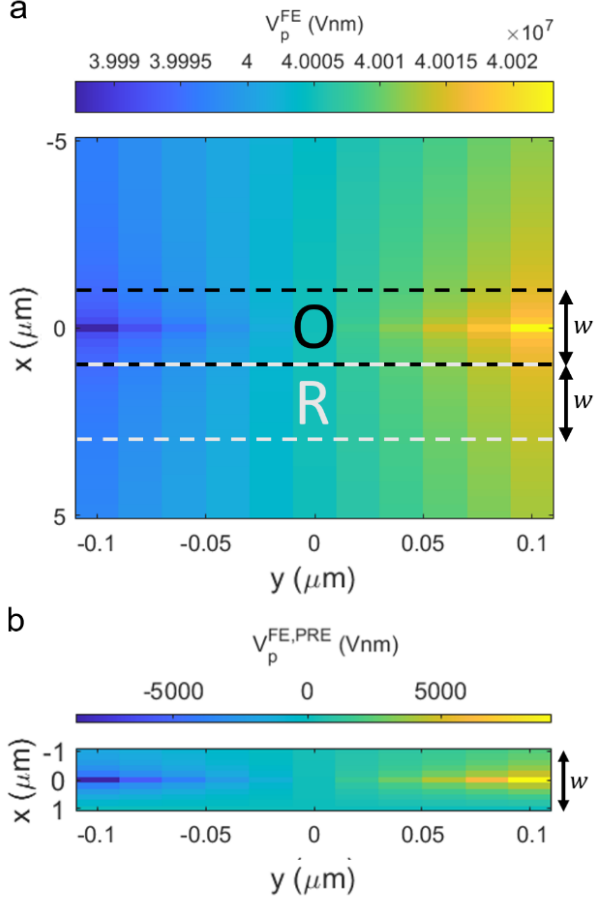 a
V_p^FE (Vnm)
×10^7
3.999 3.9995 4 4.0005 4.001 4.0015 4.002
-5
0
5
x (μm)
O
R
w
w
-0.1 -0.05 0 0.05 0.1
y (μm)
b
V_p^FE,PRE (Vnm)
-5000 0 5000
-1
0
1
x (μm)
w
-0.1 -0.05 0 0.05 0.1
y (μm)